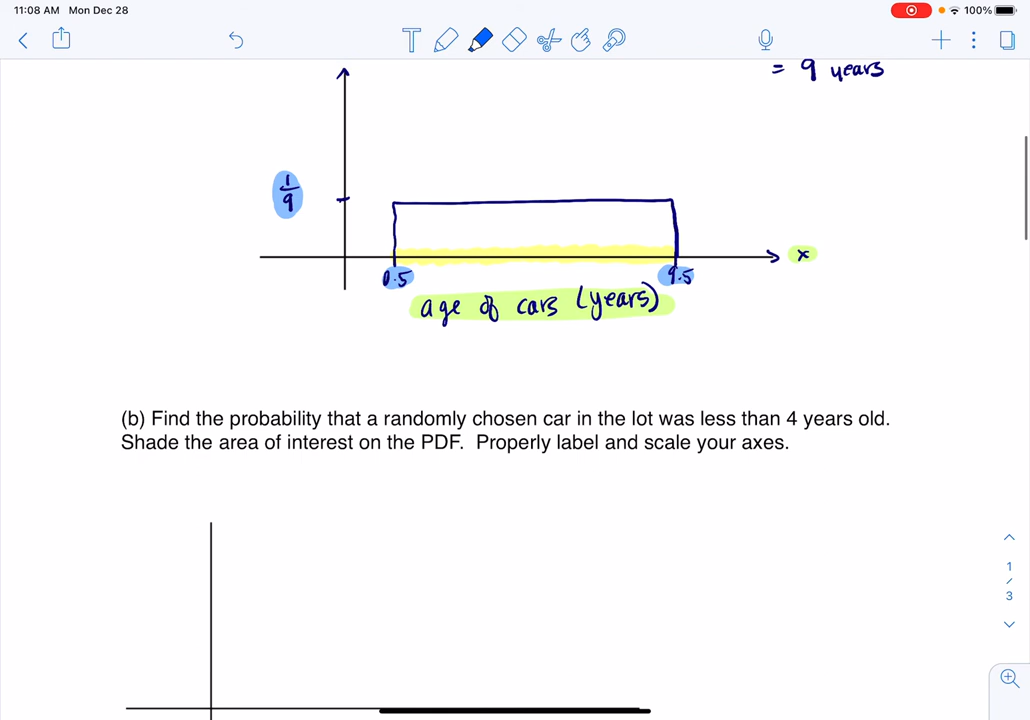 11:08 AM Mon Dec 28
100%
T
= 9 years
1/9
x
0.5
9.5
age of cars (years)
(b) Find the probability that a randomly chosen car in the lot was less than 4 years old.
Shade the area of interest on the PDF. Properly label and scale your axes.
1
/
3